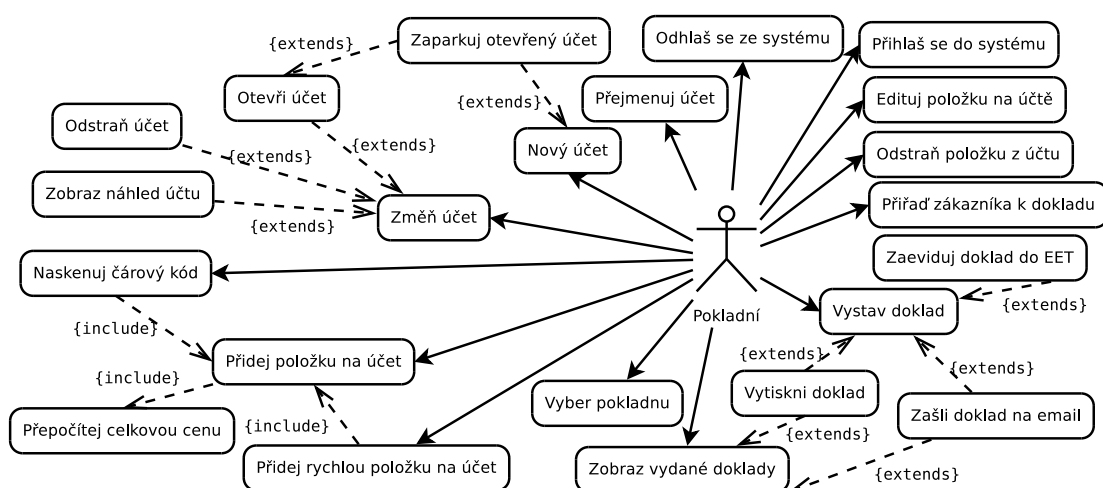 Zaparkuj otevřený účet
Odhlaš se ze systému
Přihlaš se do systému
{extends}
Otevři účet
{extends}
Přejmenuj účet
Edituj položku na účtě
Odstraň účet
{extends}
{extends}
Nový účet
Odstraň položku z účtu
Zobraz náhled účtu
{extends}
Změň účet
Přiřaď zákazníka k dokladu
Naskenuj čárový kód
Zaeviduj doklad do EET
{extends}
Pokladní
Vystav doklad
{include}
Přidej položku na účet
{extends}
{extends}
{include}
Vyber pokladnu
Vytiskni doklad
Přepočítej celkovou cenu
{include}
{extends}
Zašli doklad na email
Přidej rychlou položku na účet
Zobraz vydané doklady
{extends}